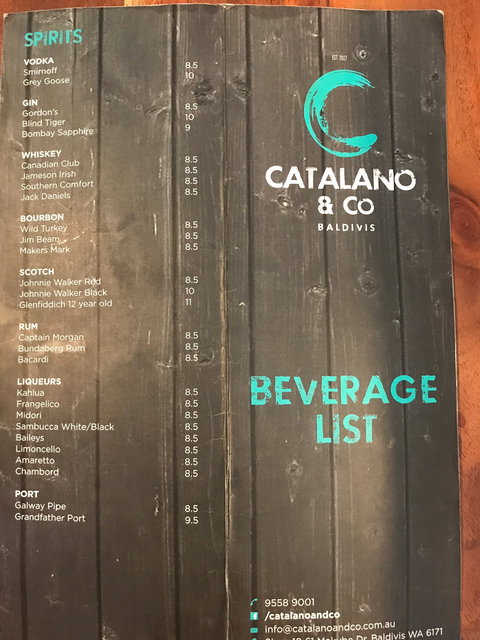 SPIRITS
VODKA
Smirnoff 8.5
Grey Goose 10
GIN
Gordon's 8.5
Blind Tiger 10
Bombay Sapphire 9
WHISKEY
Canadian Club 8.5
Jameson Irish 8.5
Southern Comfort 8.5
Jack Daniels 8.5
BOURBON
Wild Turkey 8.5
Jim Beam 8.5
Makers Mark 8.5
SCOTCH
Johnnie Walker Red 8.5
Johnnie Walker Black 10
Glenfiddich 12 year old 11
RUM
Captain Morgan 8.5
Bundaberg Rum 8.5
Bacardi 8.5
LIQUEURS
Kahlua 8.5
Frangelico 8.5
Midori 8.5
Sambucca White/Black 8.5
Baileys 8.5
Limoncello 8.5
Amaretto 8.5
Chambord 8.5
PORT
Galway Pipe 8.5
Grandfather Port 9.5
EST 2017
CATALANO
& CO
BALDIVIS
BEVERAGE
LIST
9558 9001
/catalanoandco
info@catalanoandco.com.au
Dr, Baldivis WA 6171